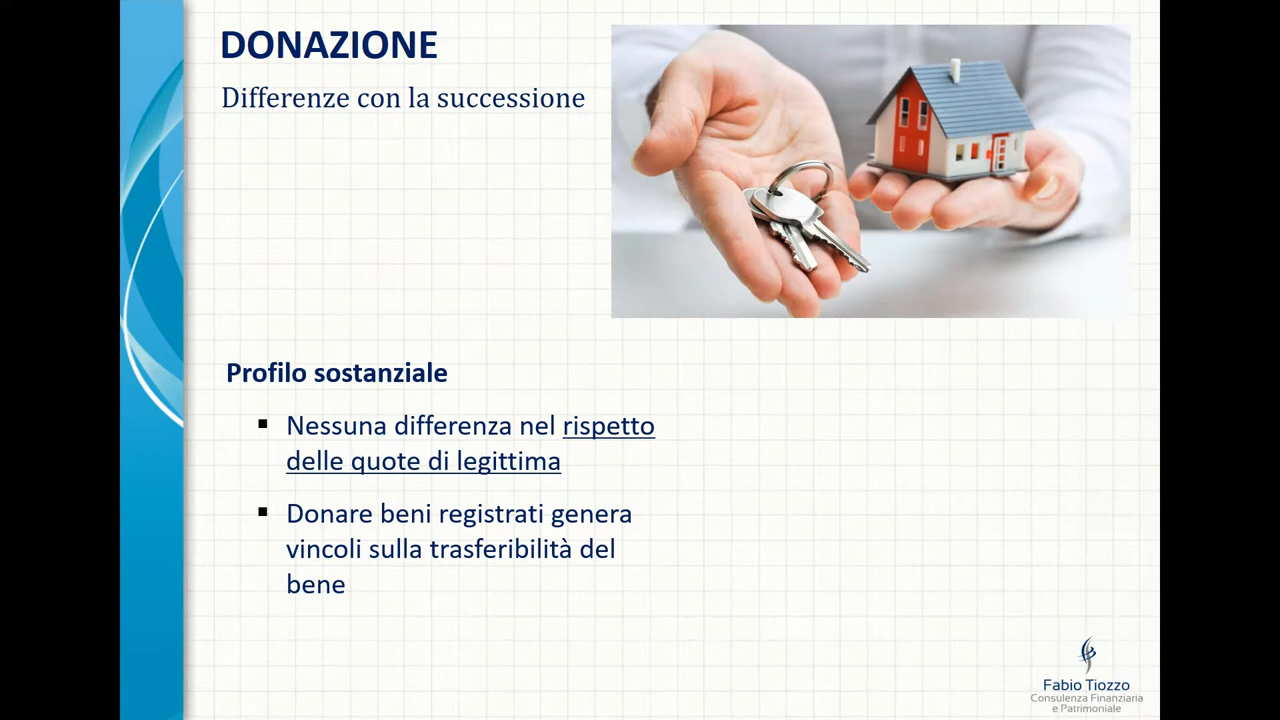 DONAZIONE
Differenze con la successione
Profilo sostanziale
▪ Nessuna differenza nel rispetto
delle quote di legittima
▪ Donare beni registrati genera
vincoli sulla trasferibilità del
bene
Fabio Tiozzo
Consulenza Finanziaria
e Patrimoniale